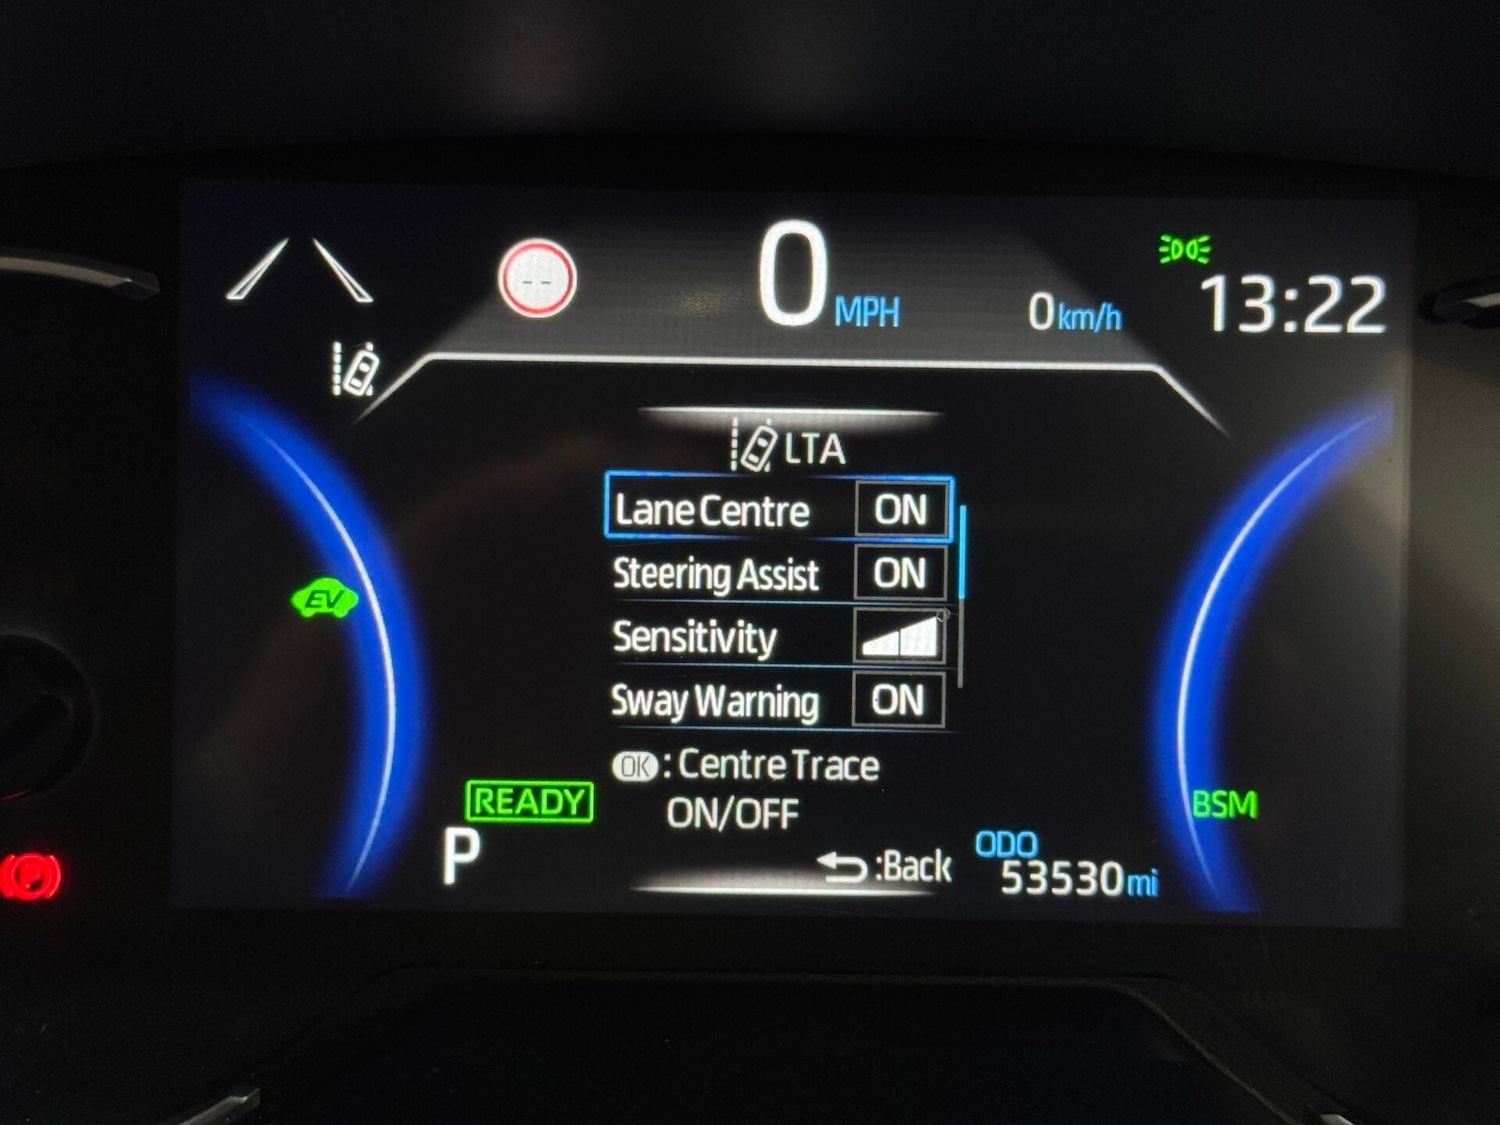 0 MPH
0 km/h
13:22
LTA
Lane Centre ON
Steering Assist ON
EV
Sensitivity
Sway Warning ON
OK : Centre Trace
ON/OFF
READY
BSM
P
:Back
ODO
53530 mi
P